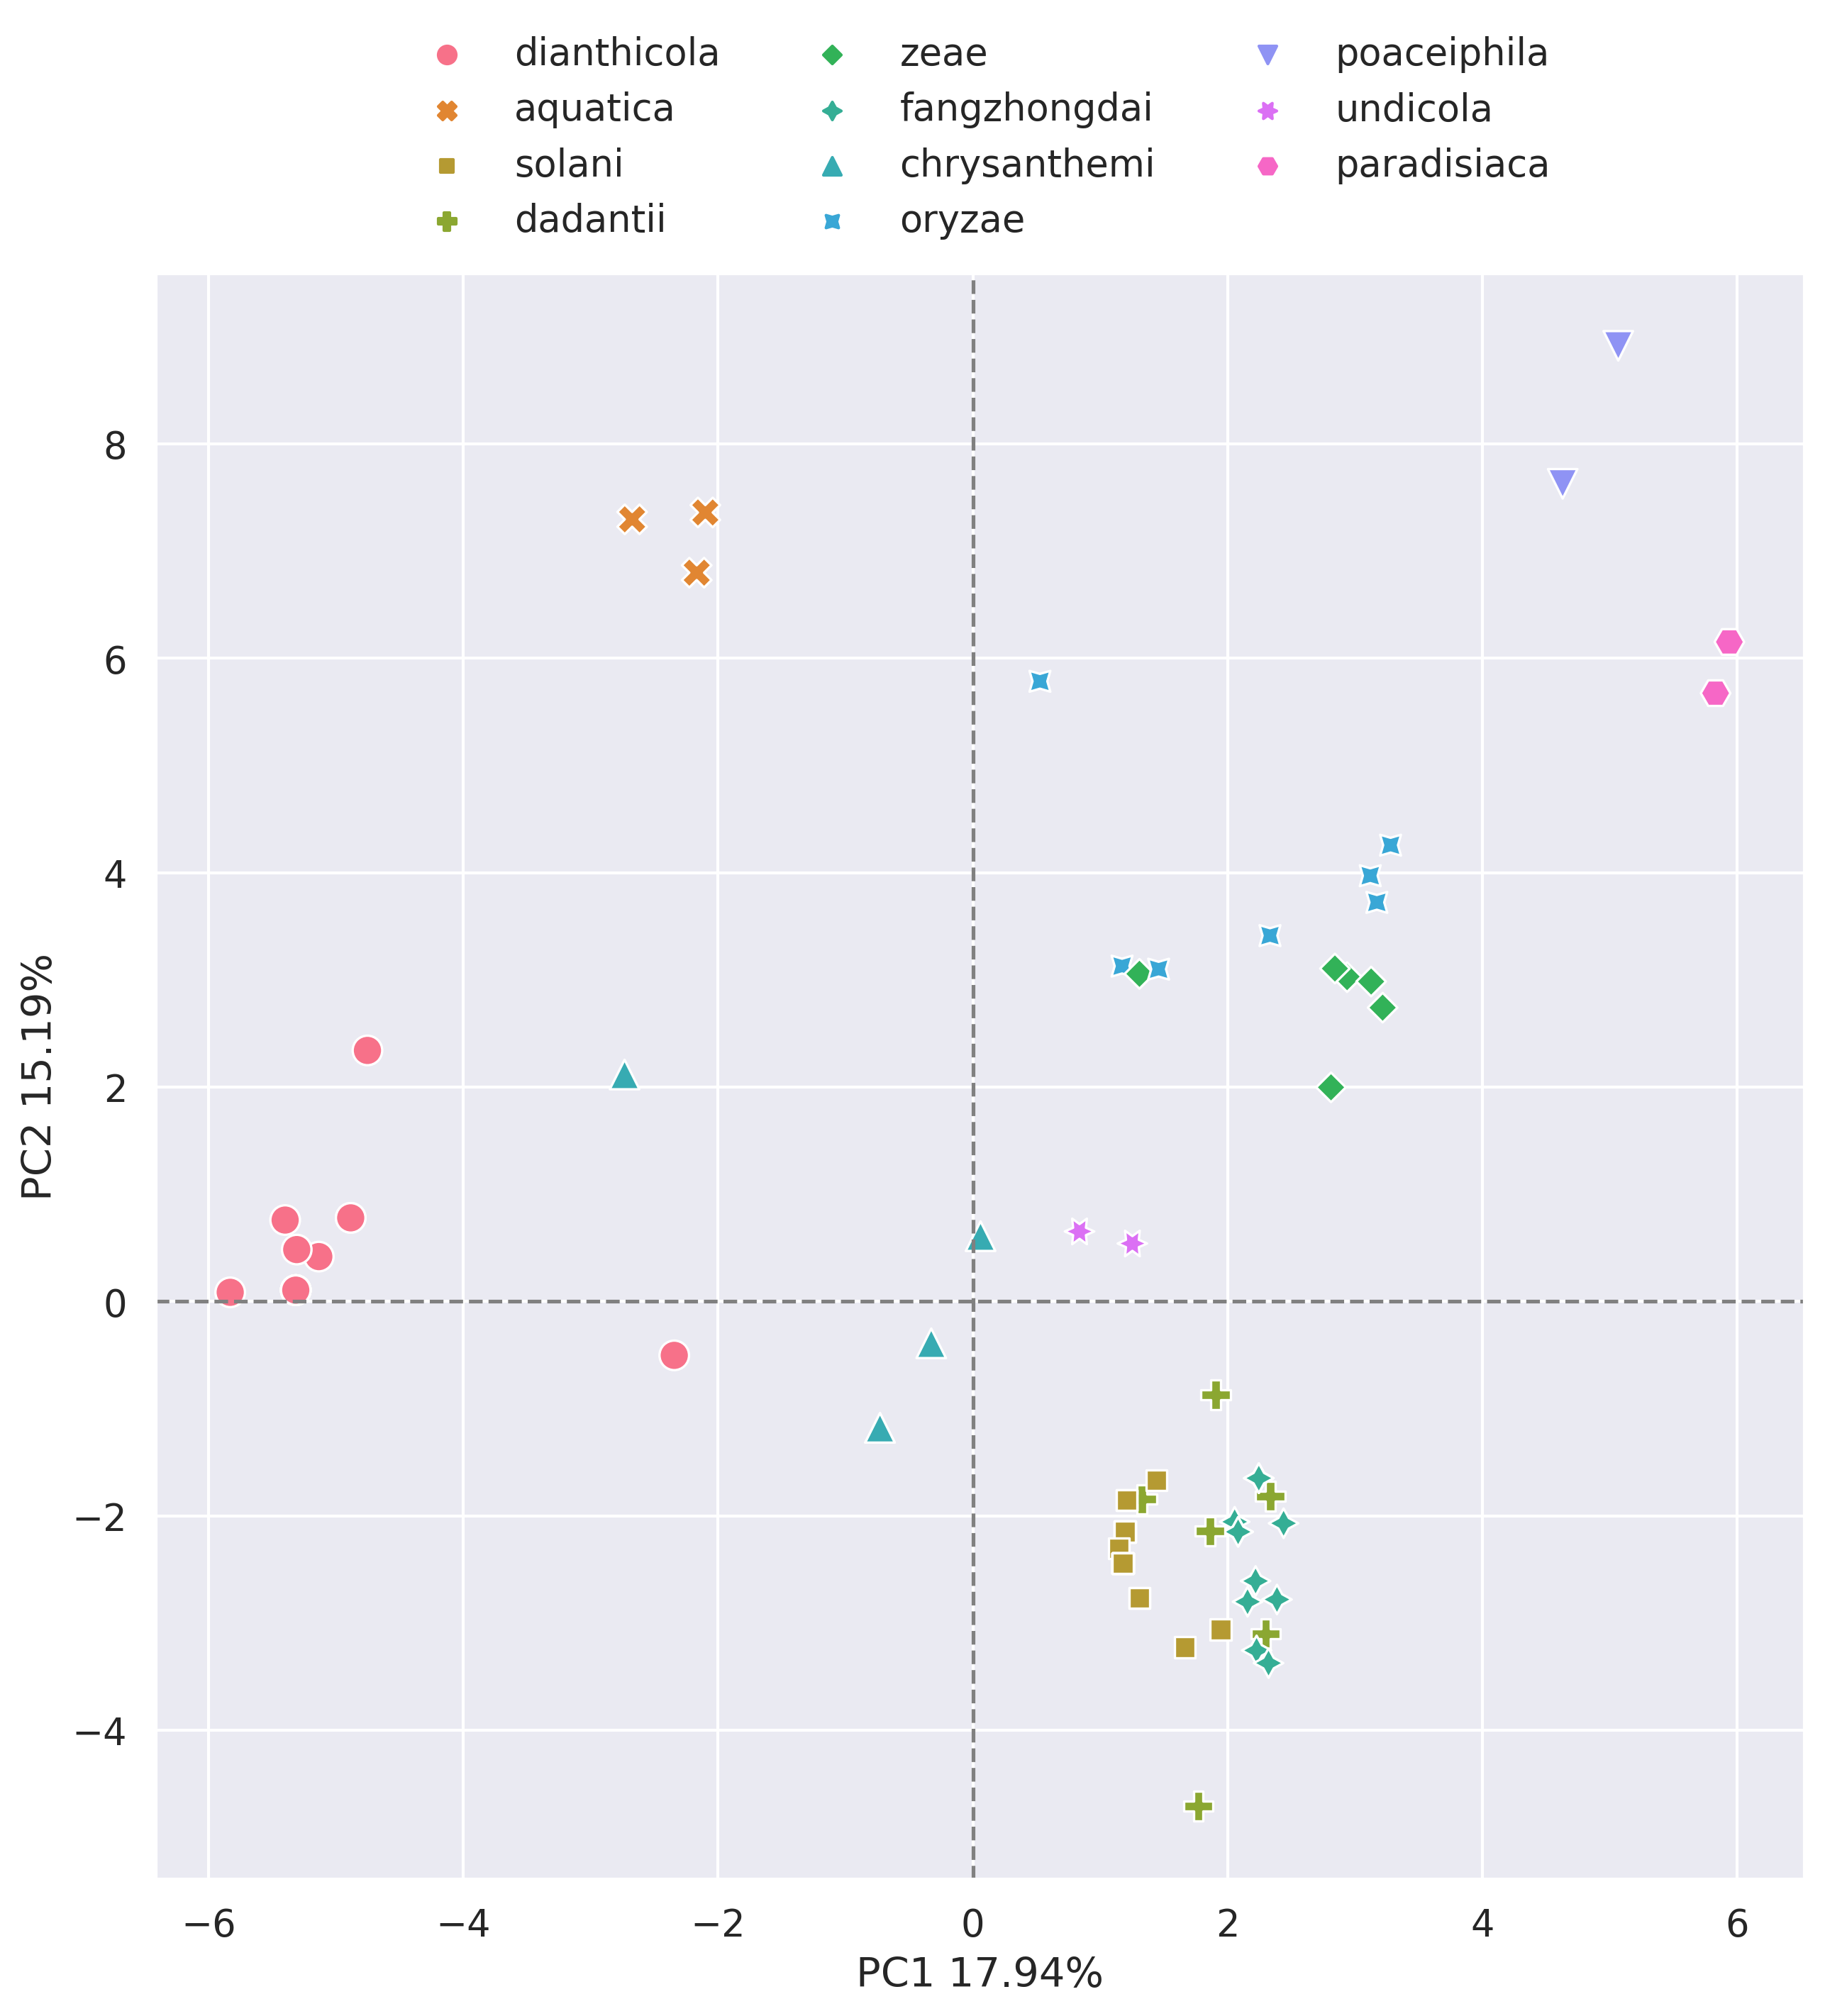 dianthicola
aquatica
solani
dadantii
zeae
fangzhongdai
chrysanthemi
oryzae
poaceiphila
undicola
paradisiaca
8
6
4
2
0
−2
−4
PC2 15.19%
−6 −4 −2 0 2 4 6
PC1 17.94%